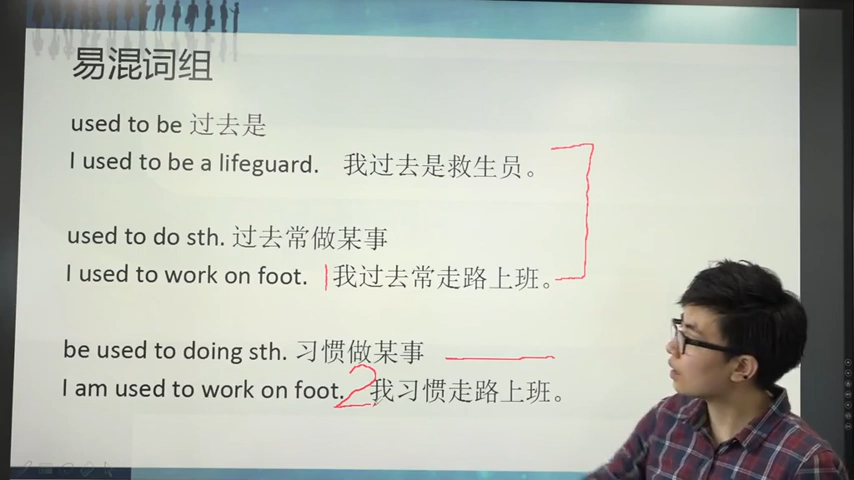 易混词组
used to be 过去是
I used to be a lifeguard. 我过去是救生员。
used to do sth. 过去常做某事
I used to work on foot. 我过去常走路上班。
be used to doing sth. 习惯做某事
I am used to work on foot. 2 我习惯走路上班。